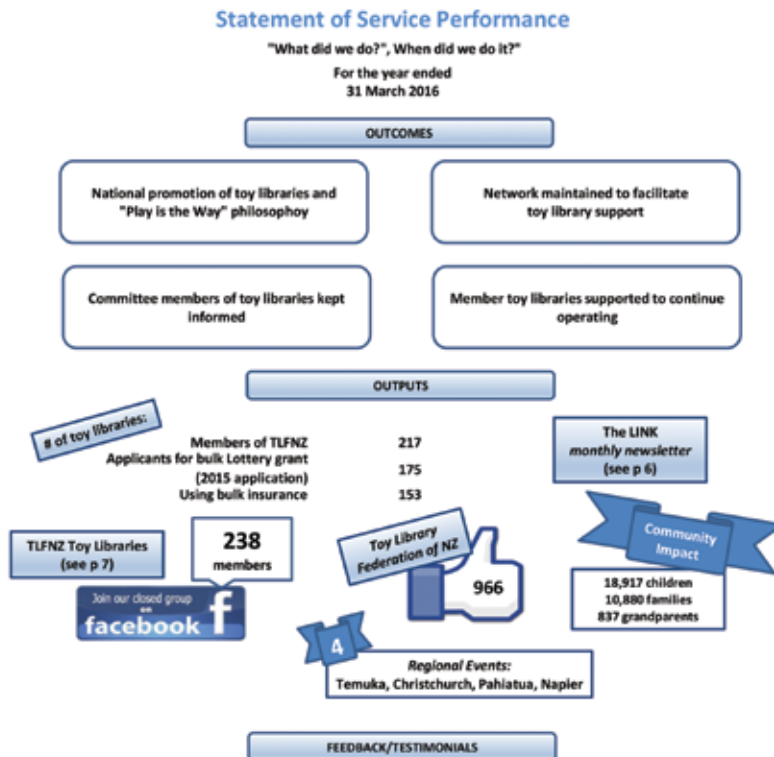 Statement of Service Performance
"What did we do?", When did we do it?"
For the year ended
31 March 2016
OUTCOMES
National promotion of toy libraries and
"Play is the Way" philosophoy
Network maintained to facilitate
toy library support
Committee members of toy libraries kept
informed
Member toy libraries supported to continue
operating
OUTPUTS
# of toy libraries:
Members of TLFNZ 217
Applicants for bulk Lottery grant
(2015 application) 175
Using bulk insurance 153
The LINK
monthly newsletter
(see p 6)
TLFNZ Toy Libraries
(see p 7)
238
members
Join our closed group
on
facebook
f
Toy Library
Federation of NZ
966
Community
Impact
18,917 children
10,880 families
837 grandparents
4
Regional Events:
Temuka, Christchurch, Pahiatua, Napier
FEEDBACK/TESTIMONIALS